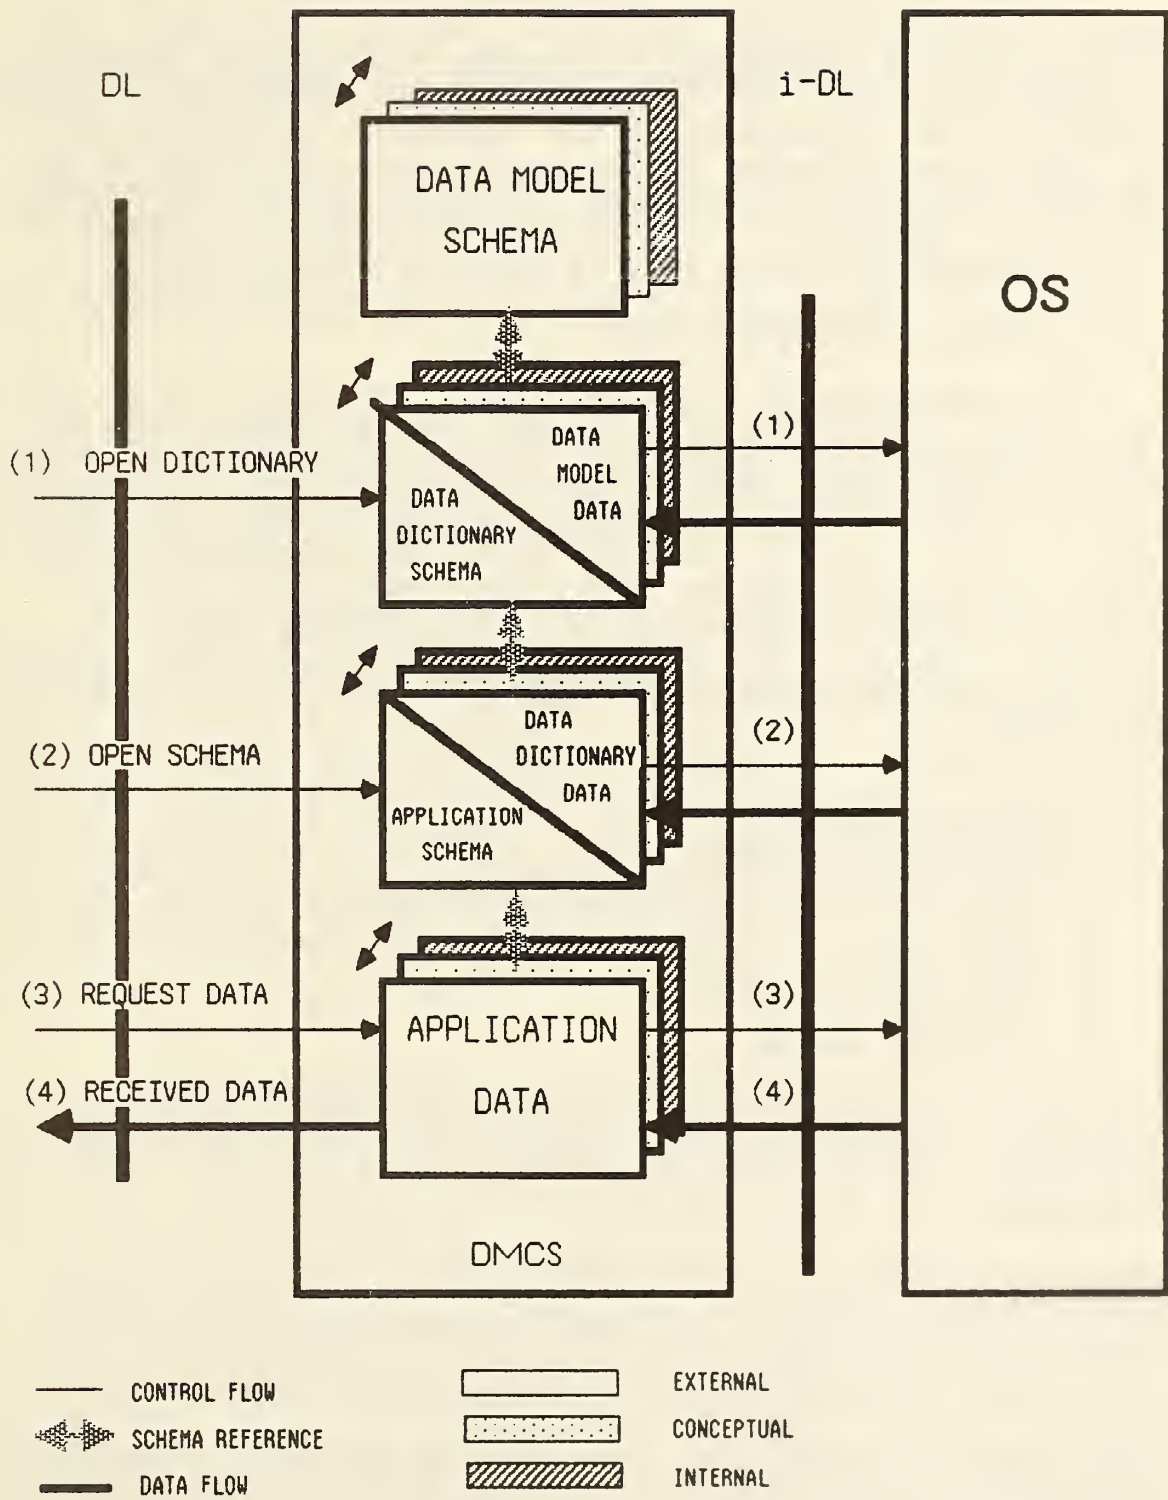 DL
i-DL
DATA MODEL
SCHEMA
OS
DATA
MODEL
DATA
DATA
DICTIONARY
SCHEMA
(1) OPEN DICTIONARY
(1)
DATA
DICTIONARY
DATA
APPLICATION
SCHEMA
(2) OPEN SCHEMA
(2)
(3) REQUEST DATA
APPLICATION
DATA
(3)
(4) RECEIVED DATA
(4)
DMCS
CONTROL FLOW
SCHEMA REFERENCE
DATA FLOW
EXTERNAL
CONCEPTUAL
INTERNAL